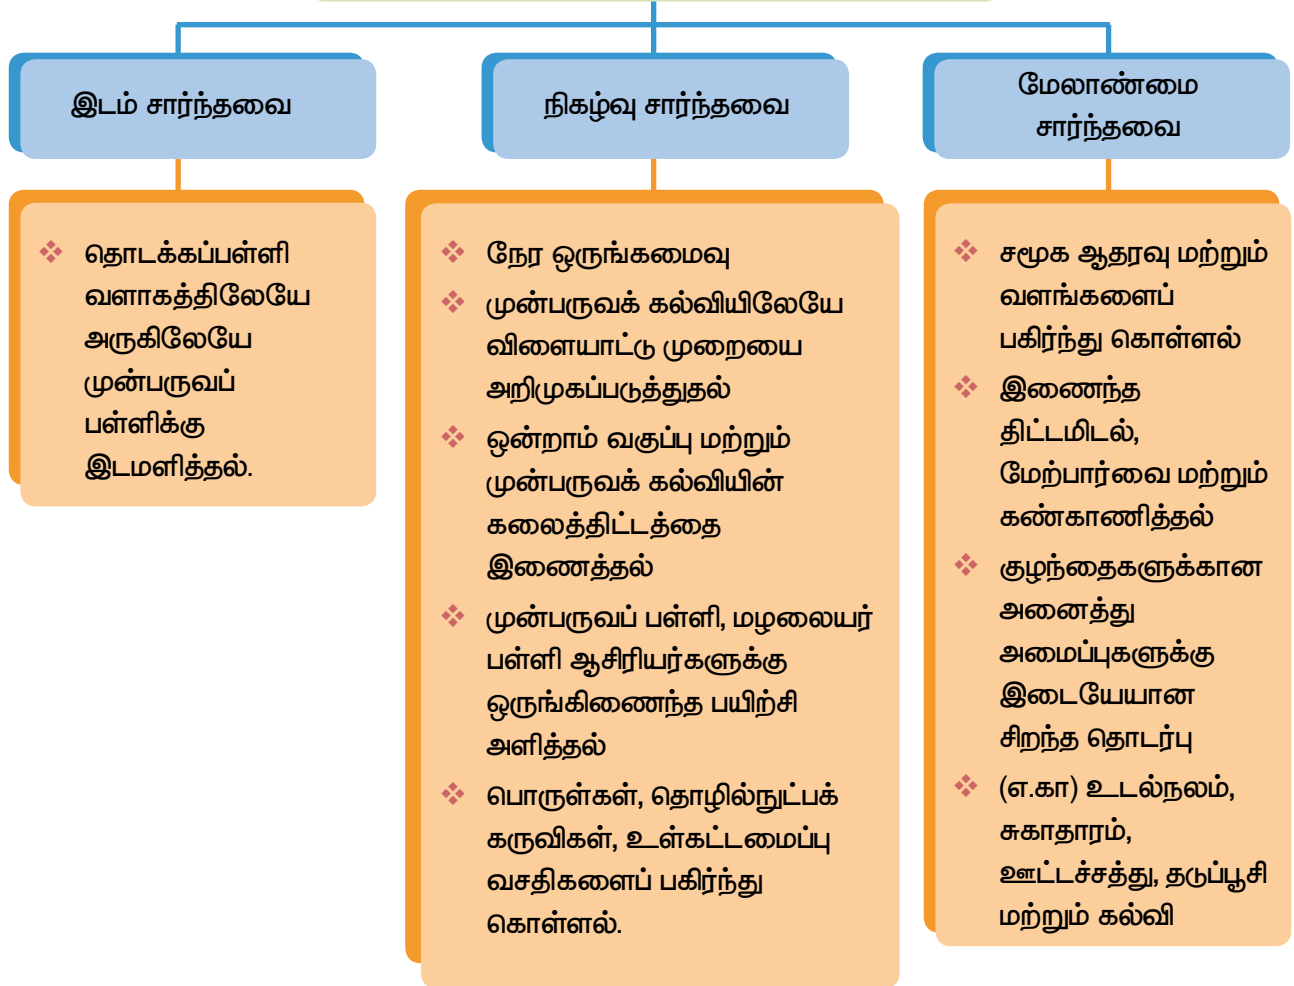 இடம் சார்ந்தவை
தொடக்கப்பள்ளி
வளாகத்திலேயே
அருகிலேயே
முன்பருவப்
பள்ளிக்கு
இடமளித்தல்.
நிகழ்வு சார்ந்தவை
நேர ஒருங்கமைவு
முன்பருவக் கல்வியிலேயே
விளையாட்டு முறையை
அறிமுகப்படுத்துதல்
ஒன்றாம் வகுப்பு மற்றும்
முன்பருவக் கல்வியின்
கலைத்திட்டத்தை
இணைத்தல்
முன்பருவப் பள்ளி, மழலையர்
பள்ளி ஆசிரியர்களுக்கு
ஒருங்கிணைந்த பயிற்சி
அளித்தல்
பொருள்கள், தொழில்நுட்பக்
கருவிகள், உள்கட்டமைப்பு
வசதிகளைப் பகிர்ந்து
கொள்ளல்.
மேலாண்மை
சார்ந்தவை
சமூக ஆதரவு மற்றும்
வளங்களைப்
பகிர்ந்து கொள்ளல்
இணைந்த
திட்டமிடல்,
மேற்பார்வை மற்றும்
கண்காணித்தல்
குழந்தைகளுக்கான
அனைத்து
அமைப்புகளுக்கு
இடையேயான
சிறந்த தொடர்பு
(எ.கா) உடல்நலம்,
சுகாதாரம்,
ஊட்டச்சத்து, தடுப்பூசி
மற்றும் கல்வி